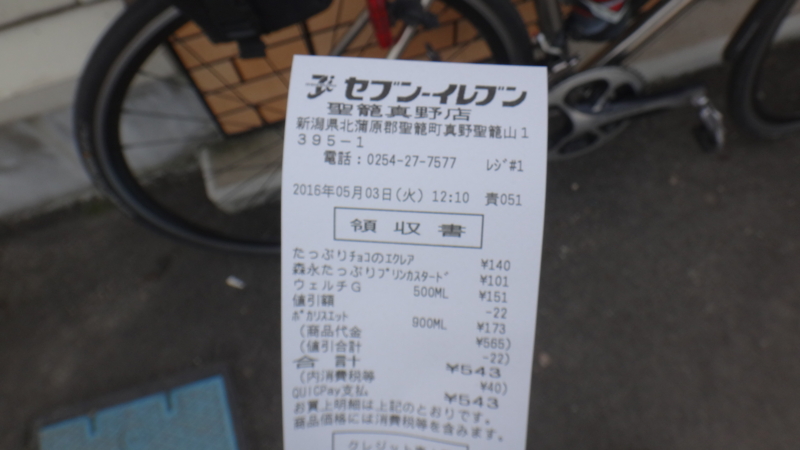 セブン-イレブン
聖籠真野店
新潟県北蒲原郡聖籠町真野聖籠山1
395-1
電話:0254-27-7577 レジ#1
2016年05月03日(火) 12:10 責051
領収書
たっぷりチョコのエクレア ¥140
森永たっぷりプリンカスタード ¥101
ウェルチG 500ML ¥151
値引額 -22
ポカリスエット 900ML ¥173
(商品代金 ¥565)
(値引合計 -22)
合計 ¥543
(内消費税等 ¥40)
QUICPay支払 ¥543
お買上明細は上記のとおりです。
商品価格には消費税等を含みます。